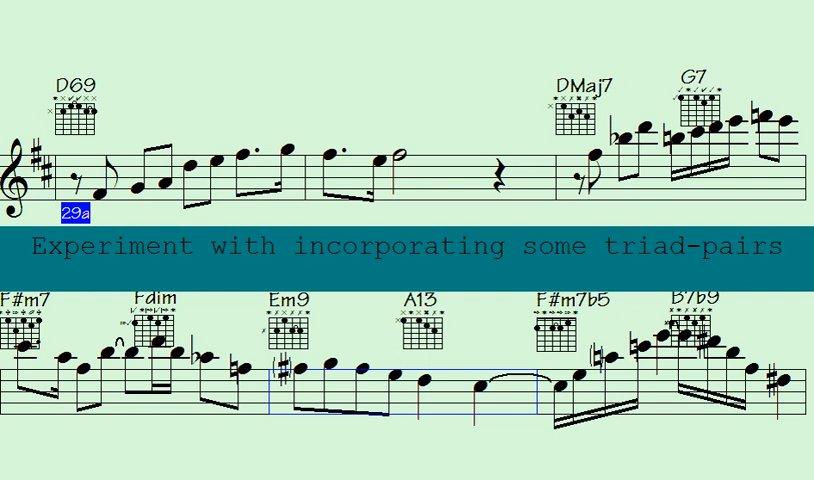 D69 DMaj7 G7
29a
Experiment with incorporating some triad-pairs
F#m7 Fdim Em9 A13 F#m7b5 B7b9